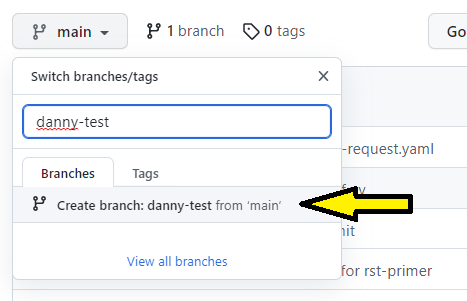 main 1 branch 0 tags Go
Switch branches/tags
danny-test
Branches Tags
-request.yaml
Create branch: danny-test from ‘main’
View all branches
for rst-primer